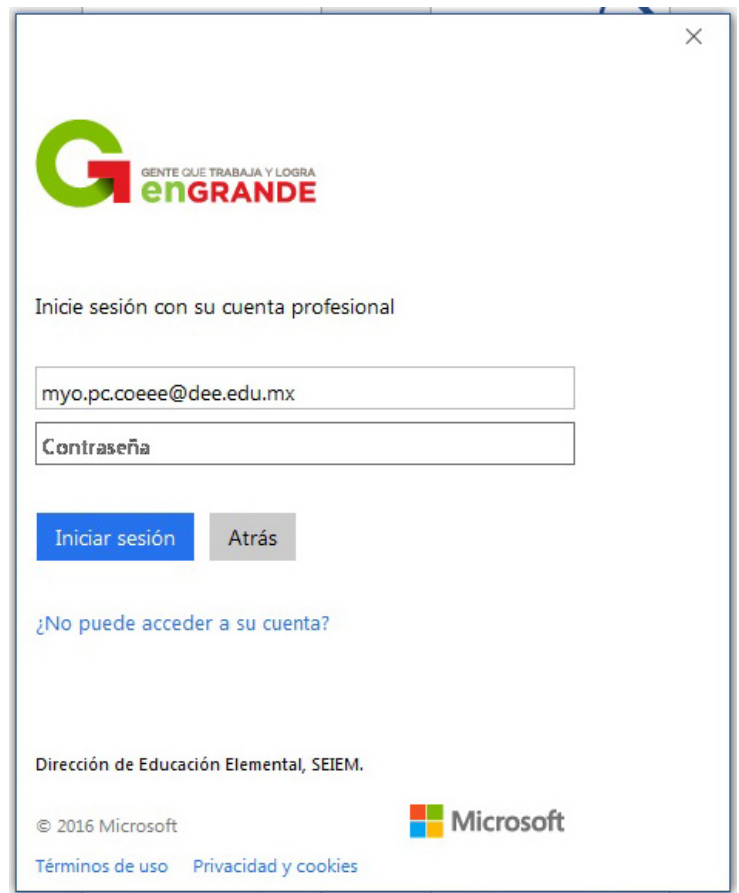 GENTE QUE TRABAJA Y LOGRA
enGRANDE
Inicie sesión con su cuenta profesional
myo.pc.coeee@dee.edu.mx
Contraseña
Iniciar sesión Atrás
¿No puede acceder a su cuenta?
Dirección de Educación Elemental, SEIEM.
© 2016 Microsoft Microsoft
Términos de uso Privacidad y cookies